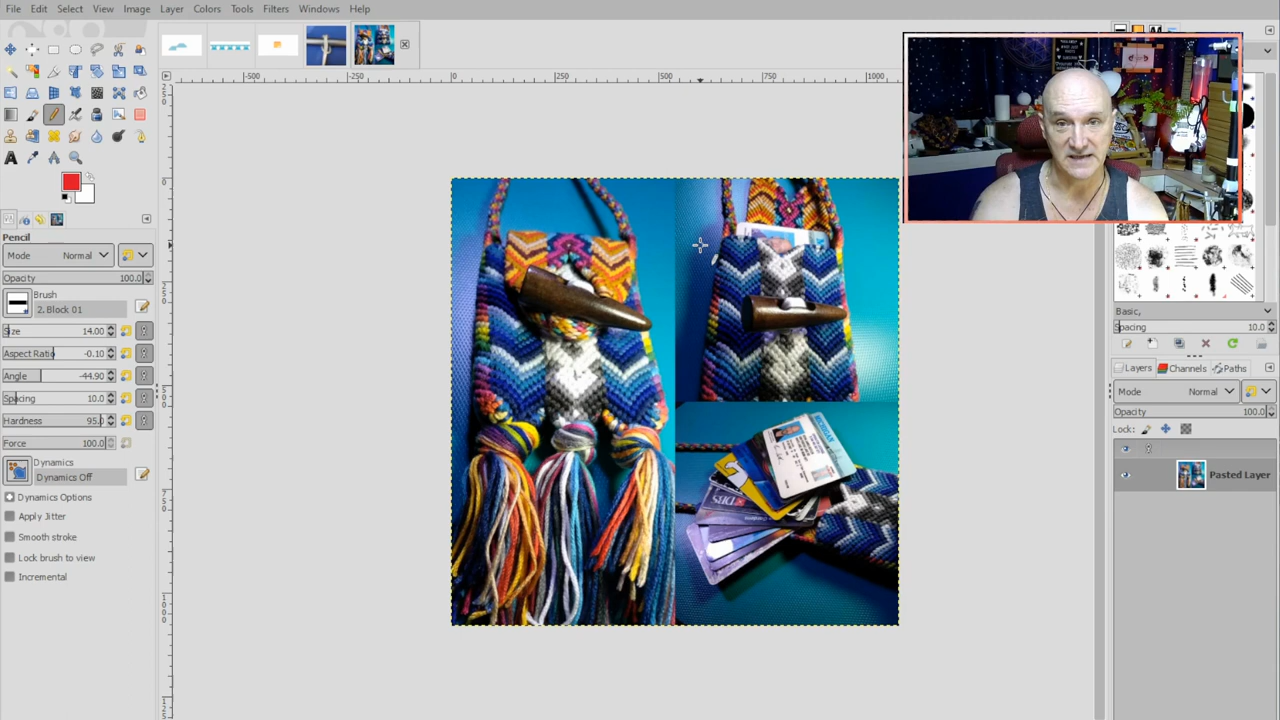 File Edit Select View Image Layer Colors Tools Filters Windows Help
-500 -250 0 250 500 750 1000
Pencil
Mode Normal
Opacity 100.0
Brush
2. Block 01
Size 14.00
Aspect Ratio -0.10
Angle -44.90
Spacing 10.0
Hardness 95.0
Force 100.0
Dynamics
Dynamics Off
Dynamics Options
Apply Jitter
Smooth stroke
Lock brush to view
Incremental
DBS
Basic,
Spacing 10.0
Layers Channels Paths
Mode Normal
Opacity 100.0
Lock:
Pasted Layer